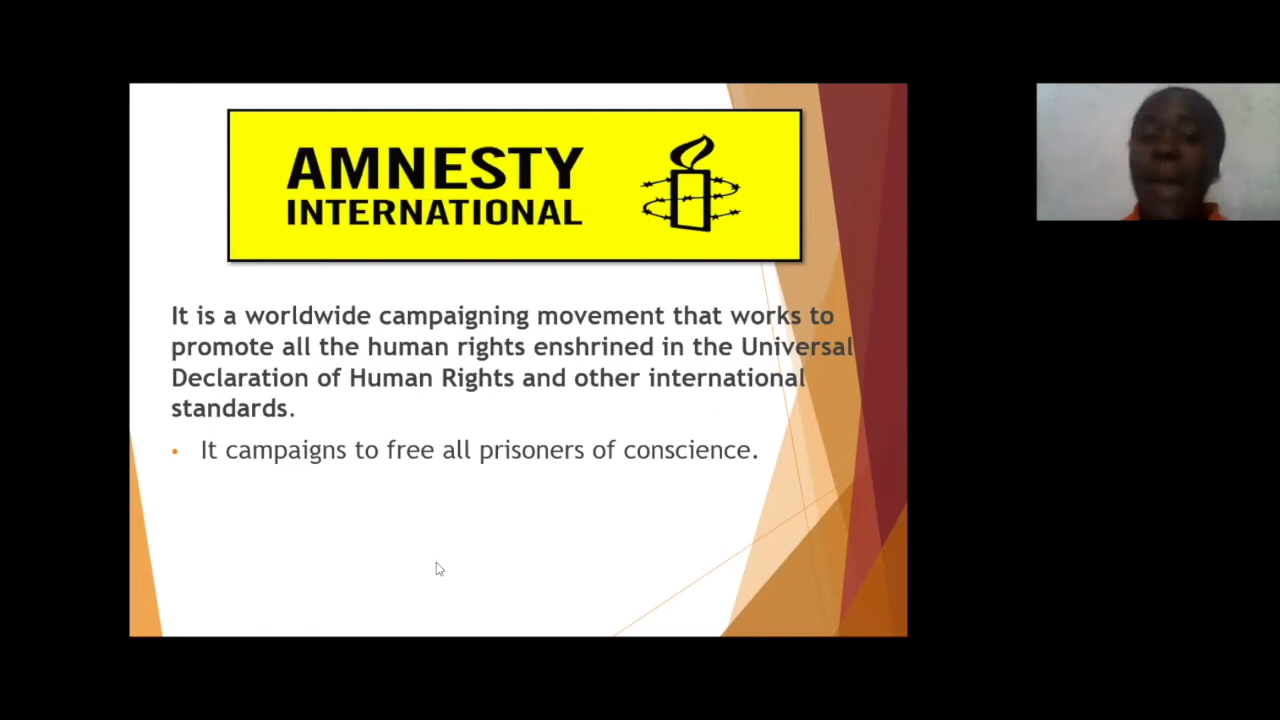 AMNESTY
INTERNATIONAL
It is a worldwide campaigning movement that works to
promote all the human rights enshrined in the Universal
Declaration of Human Rights and other international
standards.
• It campaigns to free all prisoners of conscience.